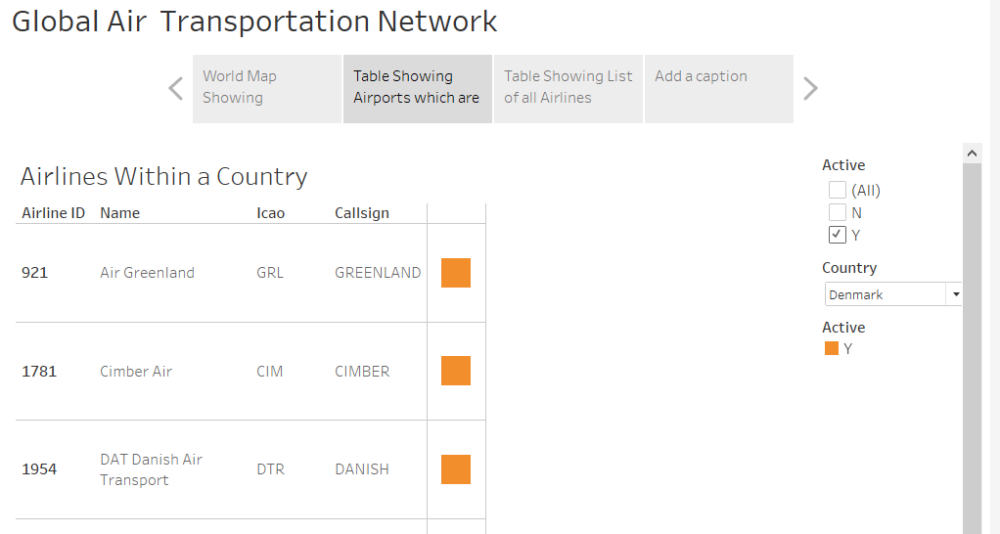 Global Air  Transportation Network
World Map
Showing
Table Showing
Airports which are
Table Showing List
of all Airlines
Add a caption
Airlines Within a Country
Airline ID Name Icao Callsign
921 Air Greenland GRL GREENLAND
1781 Cimber Air CIM CIMBER
1954 DAT Danish Air
Transport DTR DANISH
Active
(All)
N
Y
Country
Denmark
Active
Y